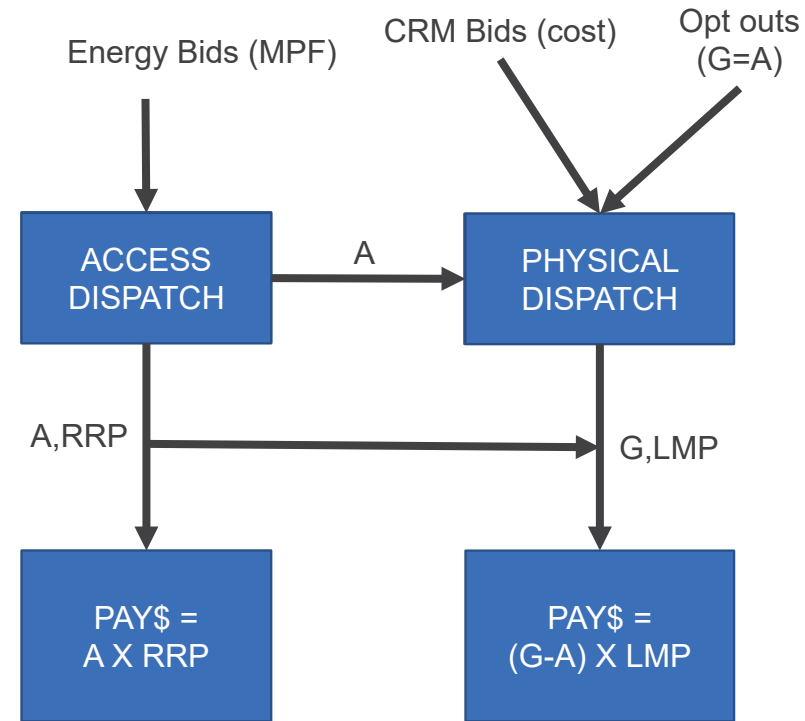 Energy Bids (MPF)
CRM Bids (cost)
Opt outs
(G=A)
ACCESS
DISPATCH
A
PHYSICAL
DISPATCH
A,RRP
G,LMP
PAY$ =
A X RRP
PAY$ =
(G-A) X LMP